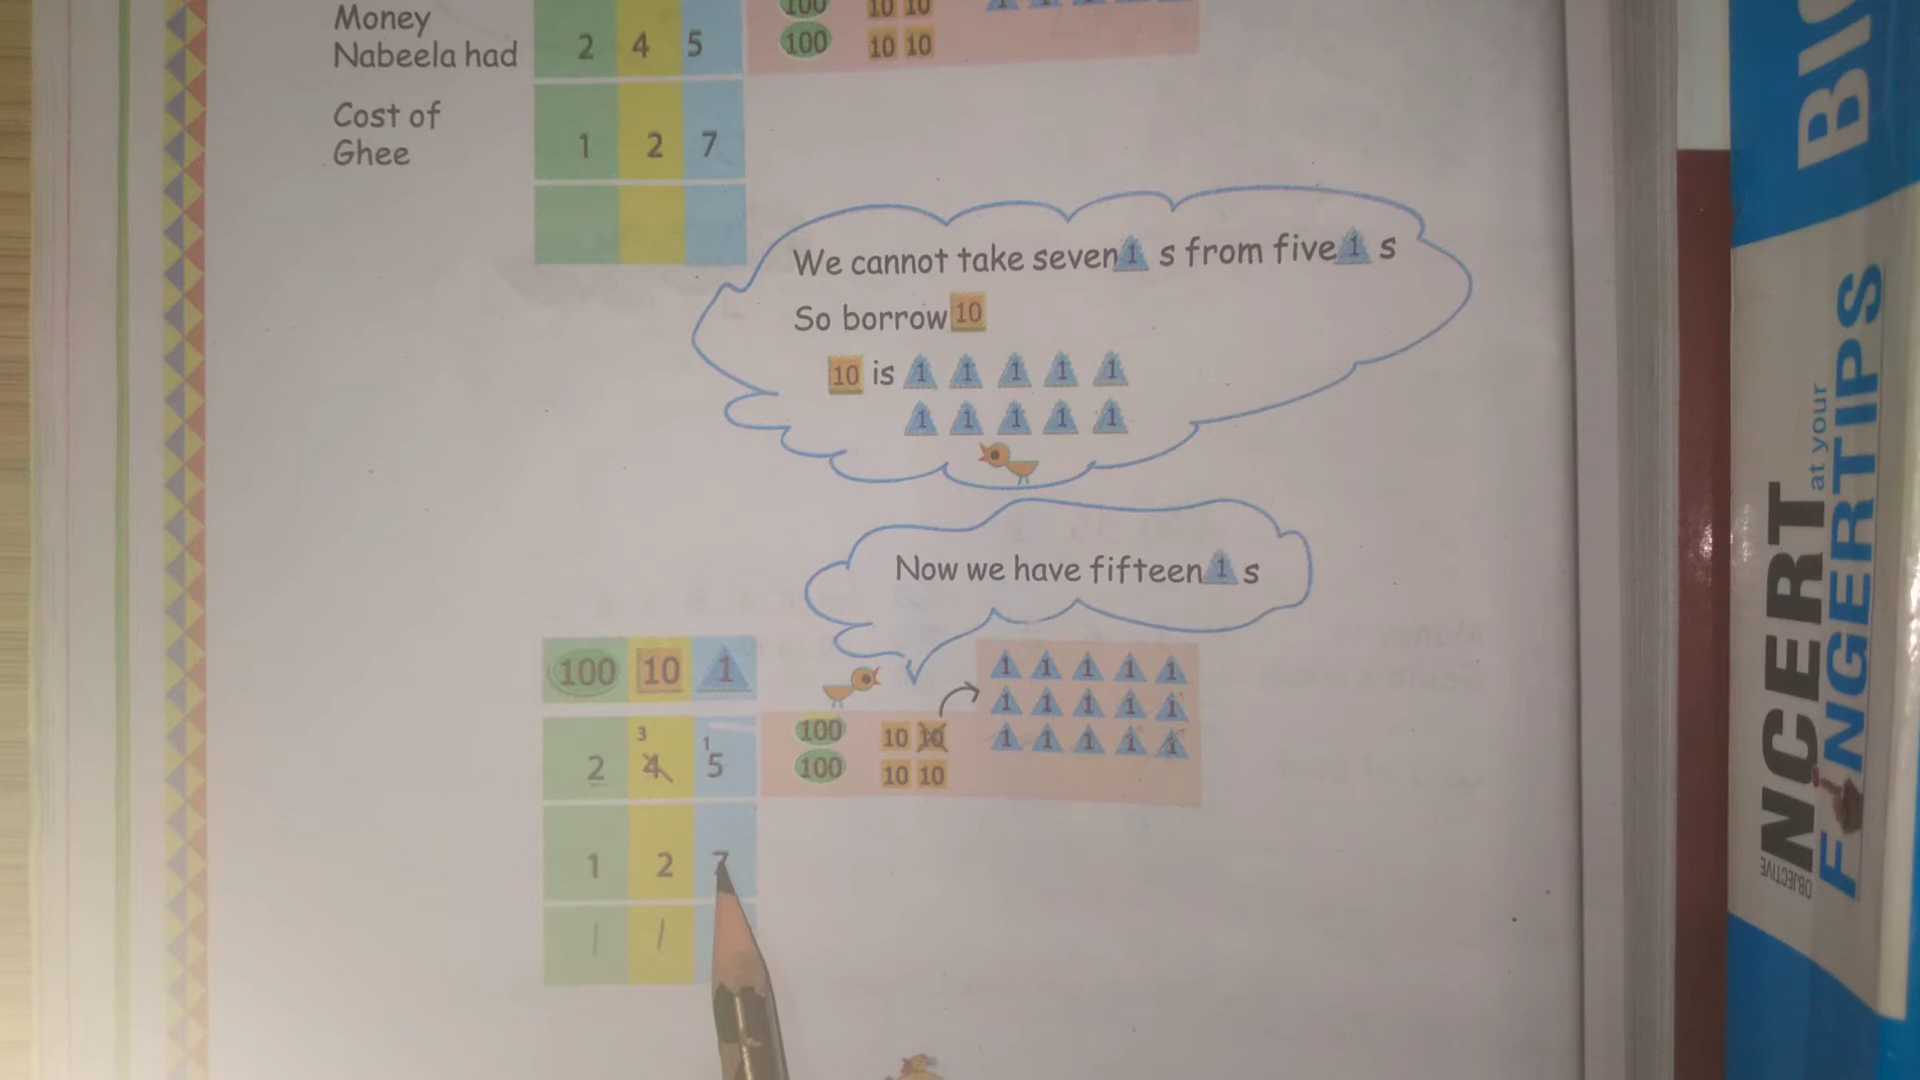 Money
Nabeela had
2 4 5
100 10 10
100 10 10
Cost of
Ghee
1 2 7
We cannot take seven 1 s from five 1 s
So borrow 10
10 is 1 1 1 1 1
1 1 1 1 1
Now we have fifteen 1 s
100 10 1
1 1 1 1 1
1 1 1 1 1
1 1 1 1 1
3 1
2 4 5
100 10 10
100 10 10
1 2 7
1 1
OBJECTIVE
NCERT
at your
FINGERTIPS